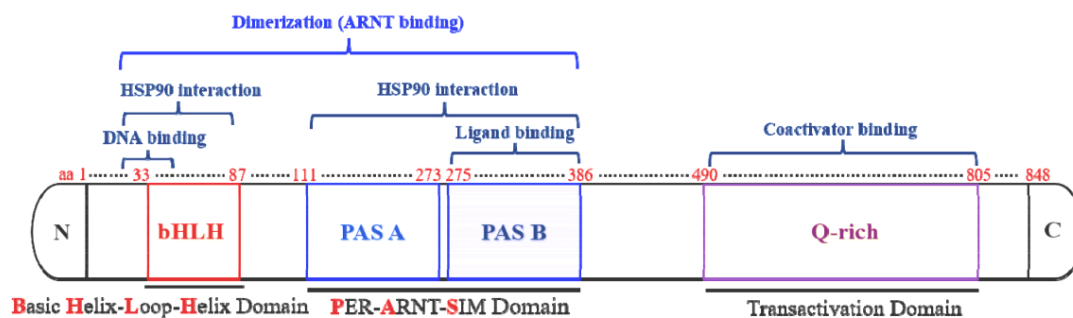 Dimerization (ARNT binding)
HSP90 interaction HSP90 interaction
DNA binding Ligand binding Coactivator binding
aa 1 33 87 111 273 275 386 490 805 848
N bHLH PAS A PAS B Q-rich C
Basic Helix-Loop-Helix Domain PER-ARNT-SIM Domain Transactivation Domain